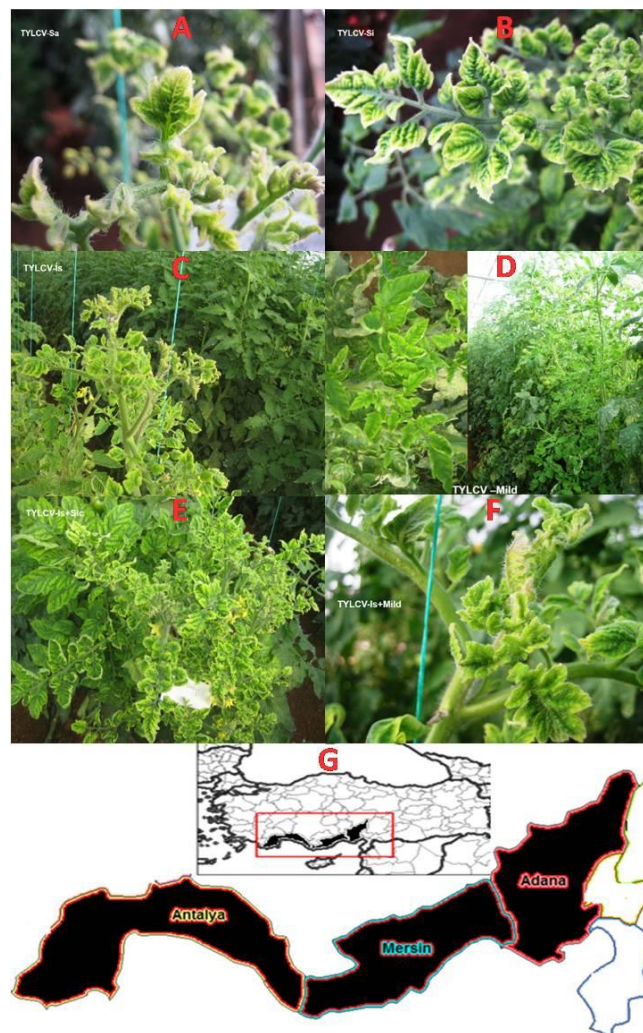 TYLCV-Sa
A
TYLCV-Si
B
TYLCV-Is
C
D
TYLCV –Mild
TYLCV-Is+Sic
E
F
TYLCV-Is+Mild
G
Antalya
Mersin
Adana